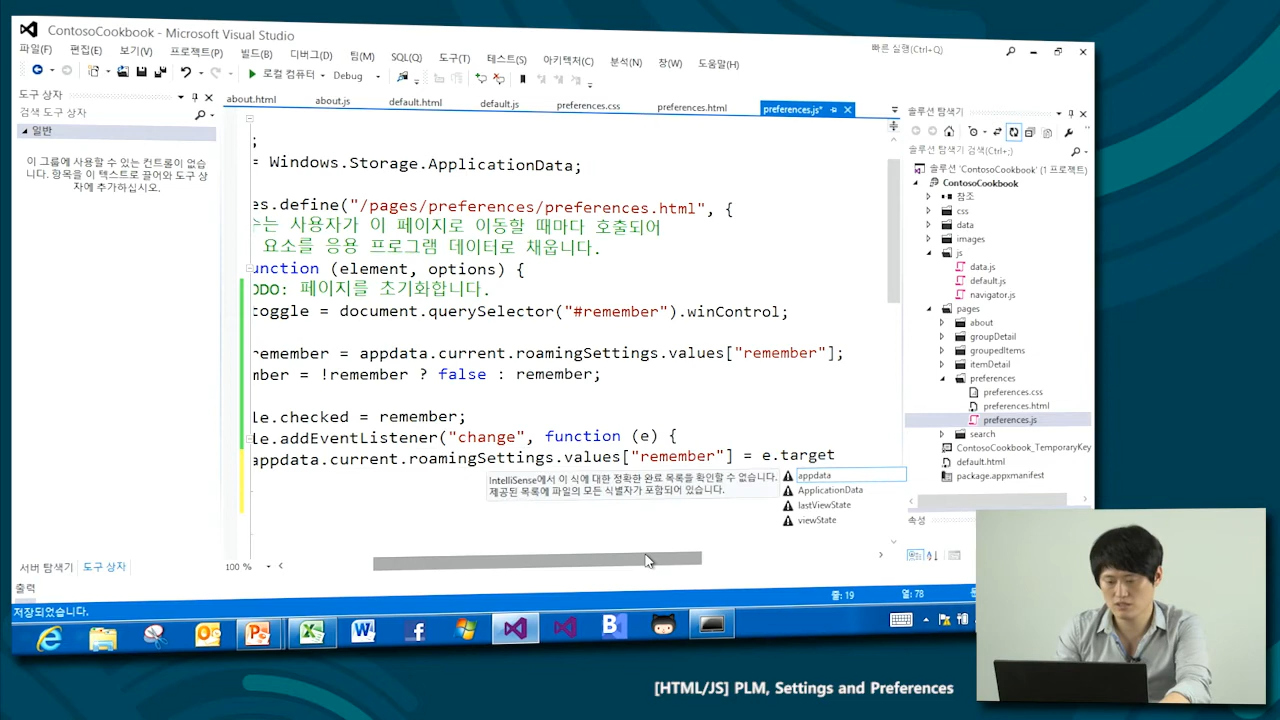 ContosoCookbook - Microsoft Visual Studio
빠른 실행(Ctrl+Q)
파일(F) 편집(E) 보기(V) 프로젝트(P) 빌드(B) 디버그(D) 팀(M) SQL(Q) 도구(T) 테스트(S) 아키텍처(C) 분석(N) 창(W) 도움말(H)
로컬 컴퓨터 Debug
도구 상자
검색 도구 상자
일반
이 그룹에 사용할 수 있는 컨트롤이 없습
니다. 항목을 이 텍스트로 끌어와 도구 상
자에 추가하십시오.
about.html about.js default.html default.js preferences.css preferences.html preferences.js*
;
= Windows.Storage.ApplicationData;
es.define("/pages/preferences/preferences.html", {
수는 사용자가 이 페이지로 이동할 때마다 호출되어
요소를 응용 프로그램 데이터로 채웁니다.
unction (element, options) {
ODO: 페이지를 초기화합니다.
toggle = document.querySelector("#remember").winControl;
remember = appdata.current.roamingSettings.values["remember"];
mber = !remember ? false : remember;
le.checked = remember;
le.addEventListener("change", function (e) {
appdata.current.roamingSettings.values["remember"] = e.target
IntelliSense에서 이 식에 대한 정확한 완료 목록을 확인할 수 없습니다.
제공된 목록에 파일의 모든 식별자가 포함되어 있습니다.
appdata
ApplicationData
lastViewState
viewState
100 %
서버 탐색기 도구 상자
출력
저장되었습니다.
줄: 19 열: 78
솔루션 탐색기
솔루션 탐색기 검색(Ctrl+;)
솔루션 'ContosoCookbook' (1 프로젝트)
ContosoCookbook
참조
css
data
images
js
data.js
default.js
navigator.js
pages
about
groupDetail
groupedItems
itemDetail
preferences
preferences.css
preferences.html
preferences.js
search
ContosoCookbook_TemporaryKey
default.html
package.appxmanifest
속성
[HTML/JS] PLM, Settings and Preferences